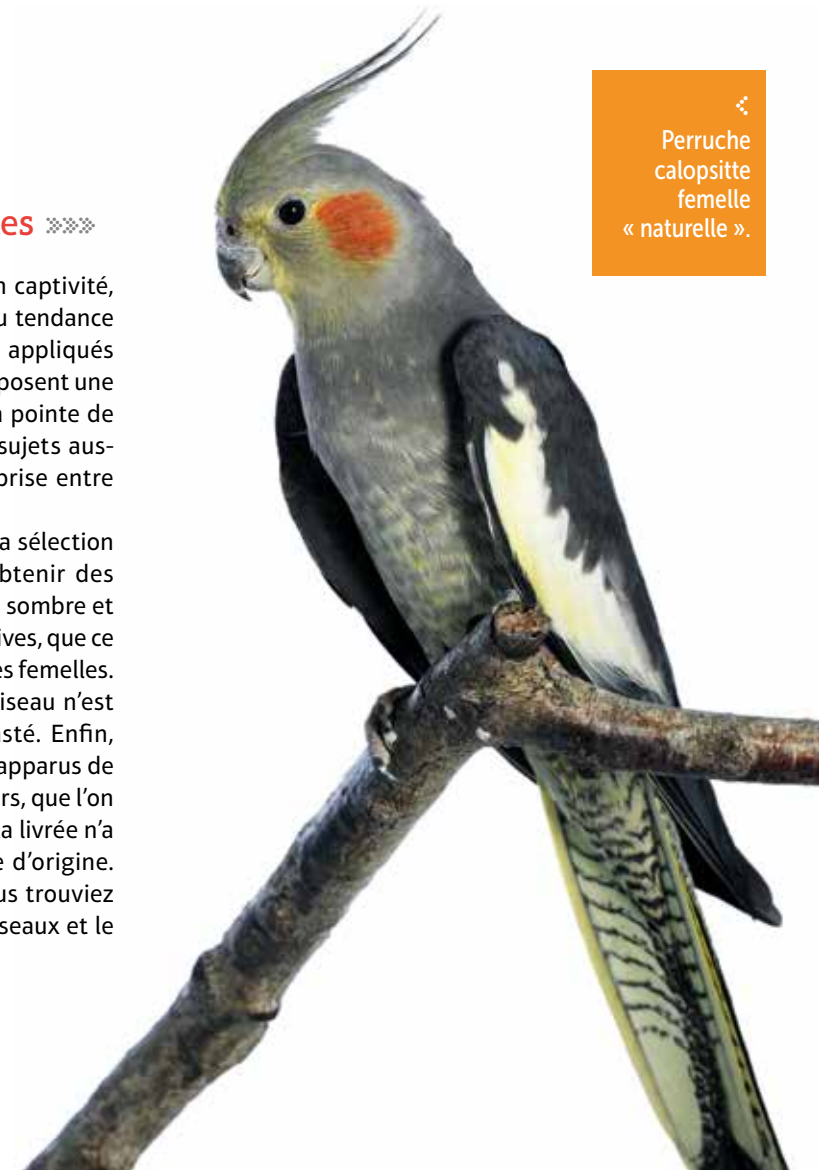 es »»»
n captivité,
u tendance
appliqués
posent une
a pointe de
sujets aus-
prise entre
a sélection
btenir des
sombre et
ives, que ce
es femelles.
iseau n'est
sté. Enfin,
apparus de
rs, que l'on
a livrée n'a
e d'origine.
us trouviez
seaux et le
<
Perruche
calopsitte
femelle
« naturelle ».